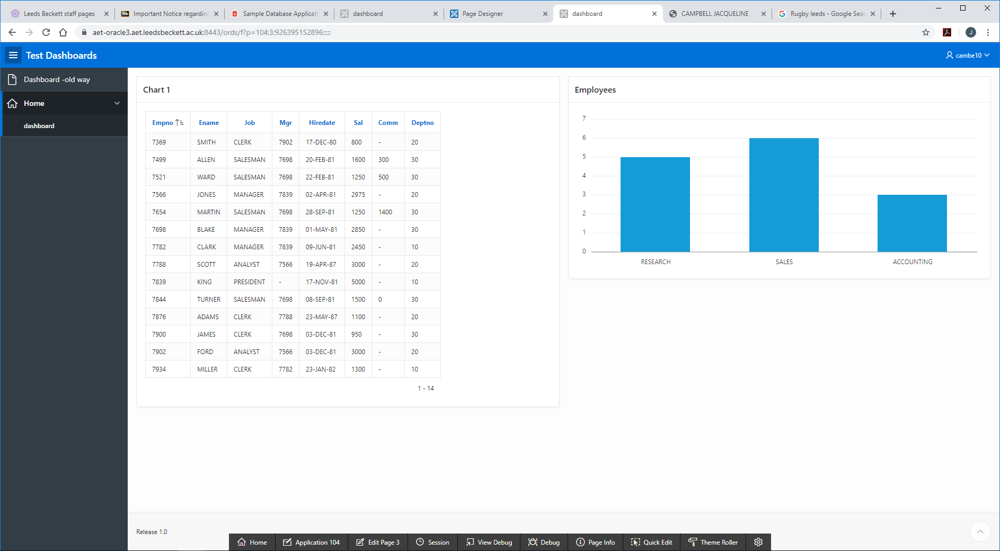 Leeds Beckett staff pages
Important Notice regarding
Sample Database Applicati
dashboard
Page Designer
dashboard
CAMPBELL JACQUELINE
Rugby leeds - Google Sear
aet-oracle3.aet.leedsbeckett.ac.uk:8443/ords/f?p=104:3:926395152896:::::
J
Test Dashboards
cambe10
Dashboard -old way
Home
dashboard
Chart 1
Empno Ename Job Mgr Hiredate Sal Comm Deptno
7369 SMITH CLERK 7902 17-DEC-80 800 - 20
7499 ALLEN SALESMAN 7698 20-FEB-81 1600 300 30
7521 WARD SALESMAN 7698 22-FEB-81 1250 500 30
7566 JONES MANAGER 7839 02-APR-81 2975 - 20
7654 MARTIN SALESMAN 7698 28-SEP-81 1250 1400 30
7698 BLAKE MANAGER 7839 01-MAY-81 2850 - 30
7782 CLARK MANAGER 7839 09-JUN-81 2450 - 10
7788 SCOTT ANALYST 7566 19-APR-87 3000 - 20
7839 KING PRESIDENT - 17-NOV-81 5000 - 10
7844 TURNER SALESMAN 7698 08-SEP-81 1500 0 30
7876 ADAMS CLERK 7788 23-MAY-87 1100 - 20
7900 JAMES CLERK 7698 03-DEC-81 950 - 30
7902 FORD ANALYST 7566 03-DEC-81 3000 - 20
7934 MILLER CLERK 7782 23-JAN-82 1300 - 10
1 - 14
Employees
7
6
5
4
3
2
1
0
RESEARCH SALES ACCOUNTING
Release 1.0
Home Application 104 Edit Page 3 Session View Debug Debug Page Info Quick Edit Theme Roller